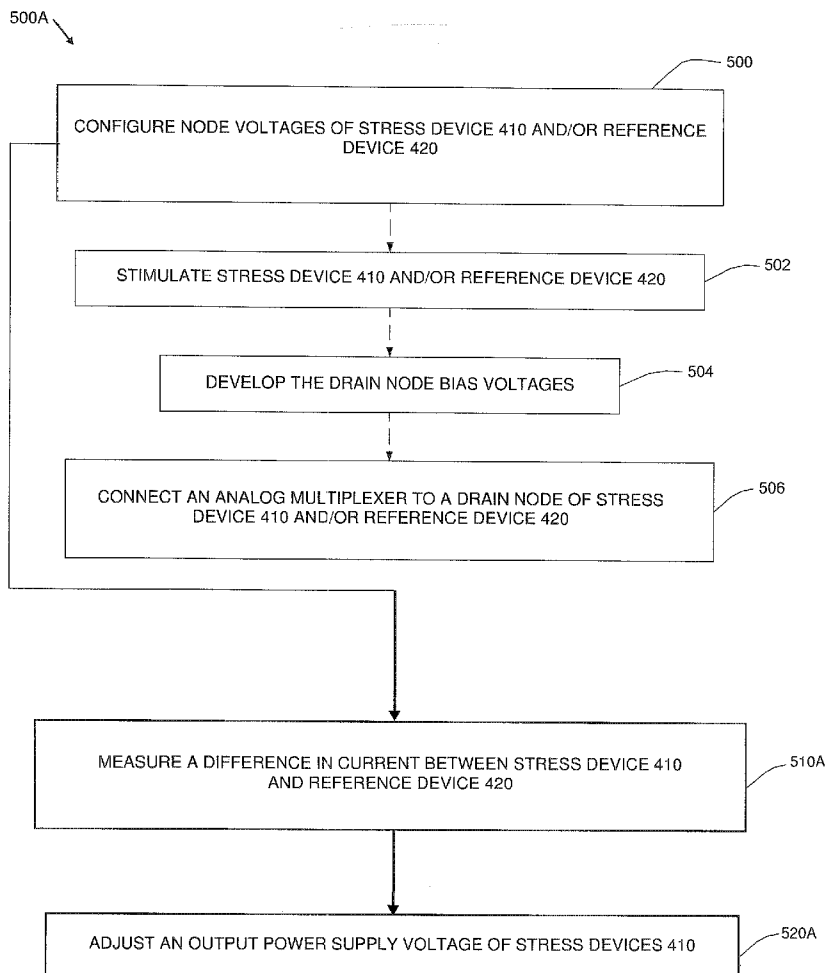 500A
500
CONFIGURE NODE VOLTAGES OF STRESS DEVICE 410 AND/OR REFERENCE
DEVICE 420
502
STIMULATE STRESS DEVICE 410 AND/OR REFERENCE DEVICE 420
504
DEVELOP THE DRAIN NODE BIAS VOLTAGES
506
CONNECT AN ANALOG MULTIPLEXER TO A DRAIN NODE OF STRESS
DEVICE 410 AND/OR REFERENCE DEVICE 420
MEASURE A DIFFERENCE IN CURRENT BETWEEN STRESS DEVICE 410
AND REFERENCE DEVICE 420
510A
520A
ADJUST AN OUTPUT POWER SUPPLY VOLTAGE OF STRESS DEVICES 410